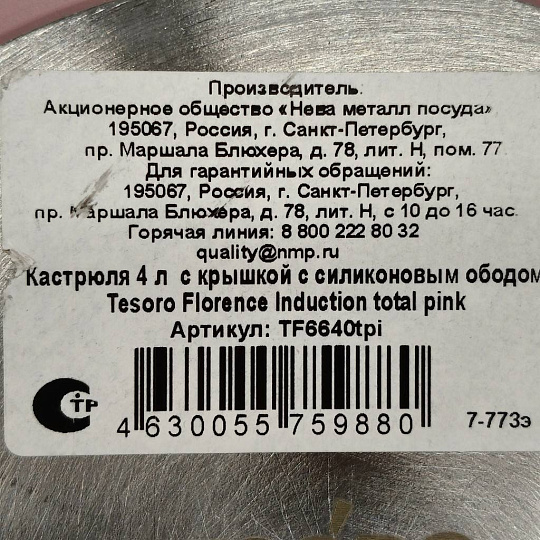 Производитель:
Акционерное общество «Нева металл посуда»
195067, Россия, г. Санкт-Петербург,
пр. Маршала Блюхера, д. 78, лит. Н, пом. 77
Для гарантийных обращений:
195067, Россия, г. Санкт-Петербург,
пр. Маршала Блюхера, д. 78, лит. Н, с 10 до 16 час.
Горячая линия: 8 800 222 80 32
quality@nmp.ru
Кастрюля 4 л с крышкой с силиконовым ободом
Tesoro Florence Induction total pink
Артикул: TF6640tpi
СТР
4 630055 759880
7-773э